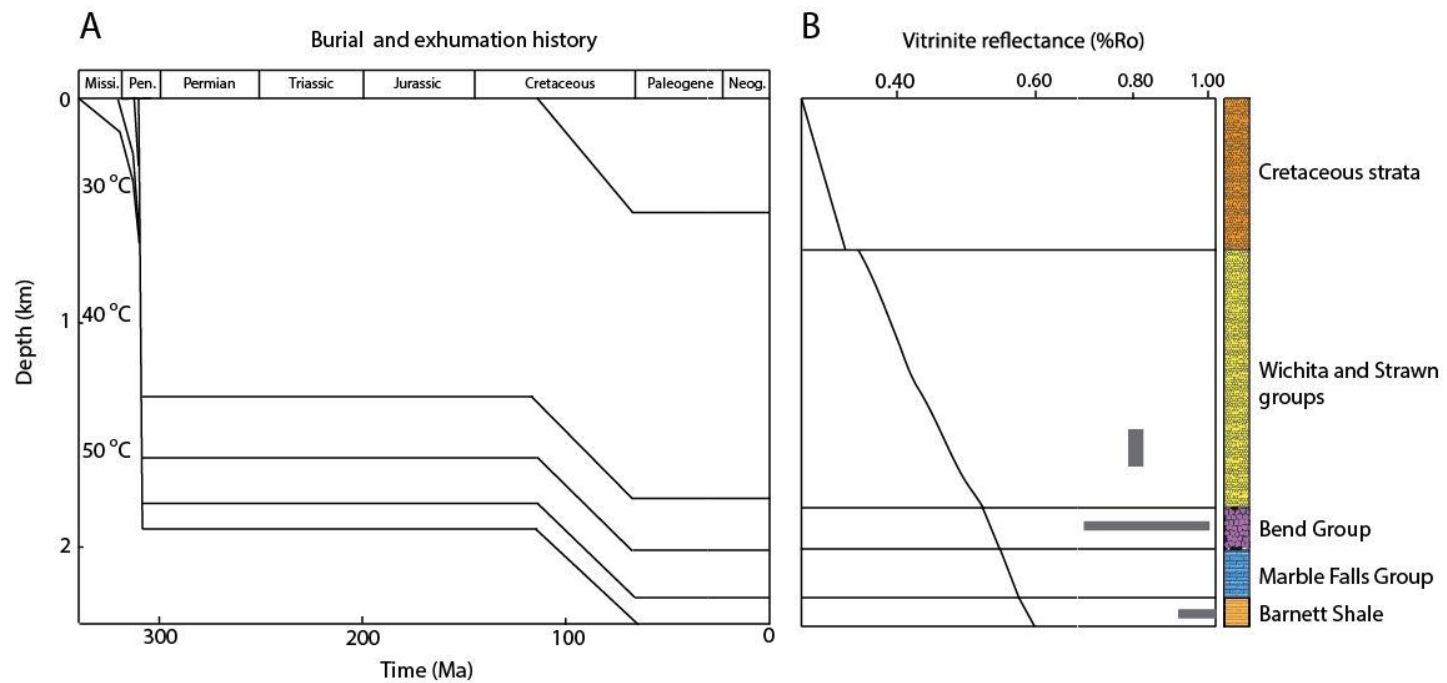 A
Burial and exhumation history
Missi. Pen. Permian Triassic Jurassic Cretaceous Paleogene Neog.
0
30 °C
1
40 °C
50 °C
2
Depth (km)
300 200 100 0
Time (Ma)
B
Vitrinite reflectance (%Ro)
0.40 0.60 0.80 1.00
Cretaceous strata
Wichita and Strawn
groups
Bend Group
Marble Falls Group
Barnett Shale